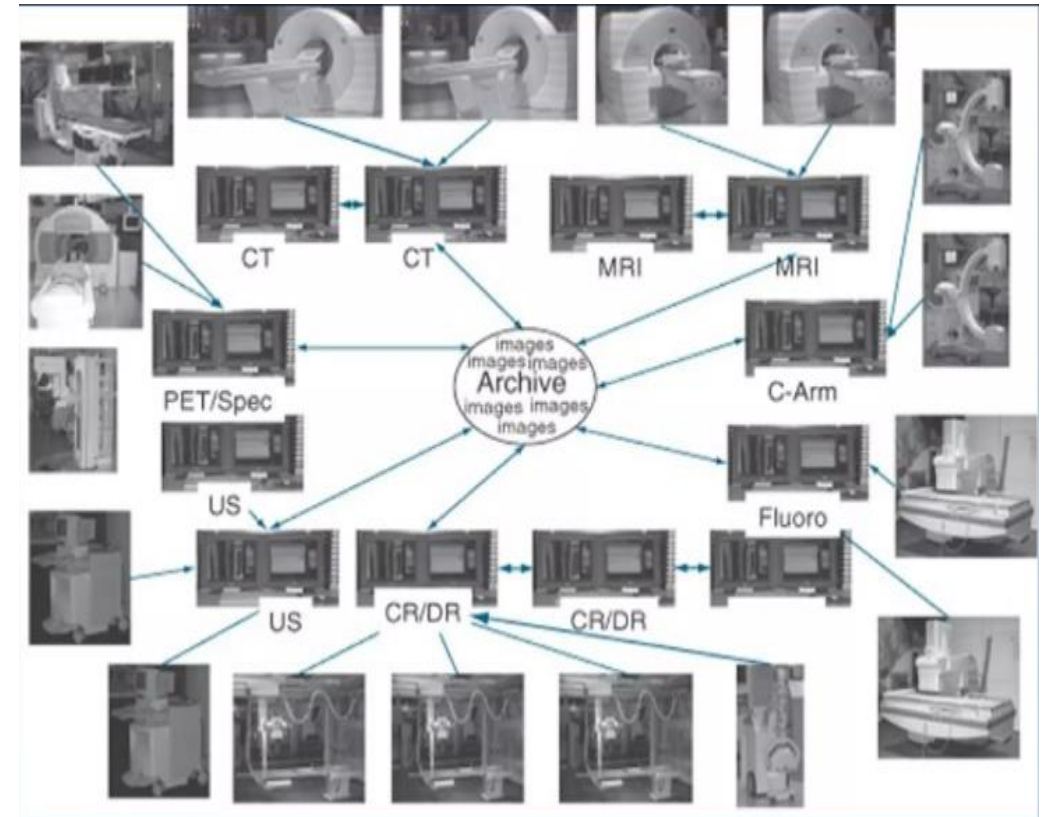 CT
CT
MRI
MRI
images
images images
Archive
images images
images
PET/Spec
C-Arm
US
Fluoro
US
CR/DR
CR/DR